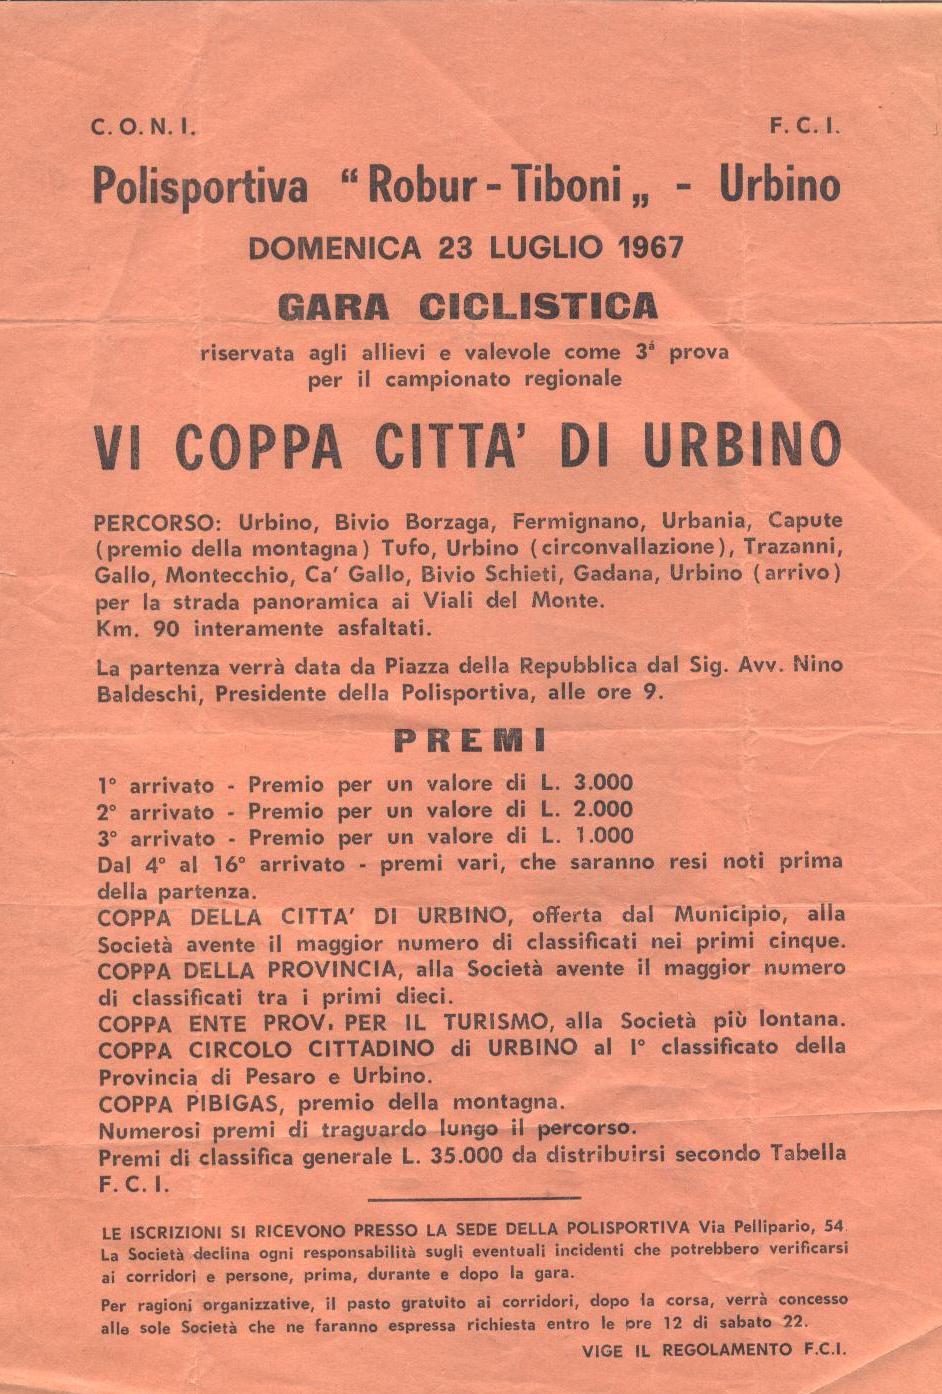 C. O. N. I. F. C. I.
Polisportiva “ Robur - Tiboni „ - Urbino
DOMENICA 23 LUGLIO 1967
GARA CICLISTICA
riservata agli allievi e valevole come 3ª prova
per il campionato regionale
VI COPPA CITTA’ DI URBINO
PERCORSO: Urbino, Bivio Borzaga, Fermignano, Urbania, Capute
(premio della montagna) Tufo, Urbino (circonvallazione), Trazanni,
Gallo, Montecchio, Ca’ Gallo, Bivio Schieti, Gadana, Urbino (arrivo)
per la strada panoramica ai Viali del Monte.
Km. 90 interamente asfaltati.
La partenza verrà data da Piazza della Repubblica dal Sig. Avv. Nino
Baldeschi, Presidente della Polisportiva, alle ore 9.
PREMI
1° arrivato - Premio per un valore di L. 3.000
2° arrivato - Premio per un valore di L. 2.000
3° arrivato - Premio per un valore di L. 1.000
Dal 4° al 16° arrivato - premi vari, che saranno resi noti prima
della partenza.
COPPA DELLA CITTA’ DI URBINO, offerta dal Municipio, alla
Società avente il maggior numero di classificati nei primi cinque.
COPPA DELLA PROVINCIA, alla Società avente il maggior numero
di classificati tra i primi dieci.
COPPA ENTE PROV. PER IL TURISMO, alla Società più lontana.
COPPA CIRCOLO CITTADINO di URBINO al I° classificato della
Provincia di Pesaro e Urbino.
COPPA PIBIGAS, premio della montagna.
Numerosi premi di traguardo lungo il percorso.
Premi di classifica generale L. 35.000 da distribuirsi secondo Tabella
F. C. I.
LE ISCRIZIONI SI RICEVONO PRESSO LA SEDE DELLA POLISPORTIVA Via Pellipario, 54
La Società declina ogni responsabilità sugli eventuali incidenti che potrebbero verificarsi
ai corridori e persone, prima, durante e dopo la gara.
Per ragioni organizzative, il pasto gratuito ai corridori, dopo la corsa, verrà concesso
alle sole Società che ne faranno espressa richiesta entro le ore 12 di sabato 22.
VIGE IL REGOLAMENTO F.C.I.